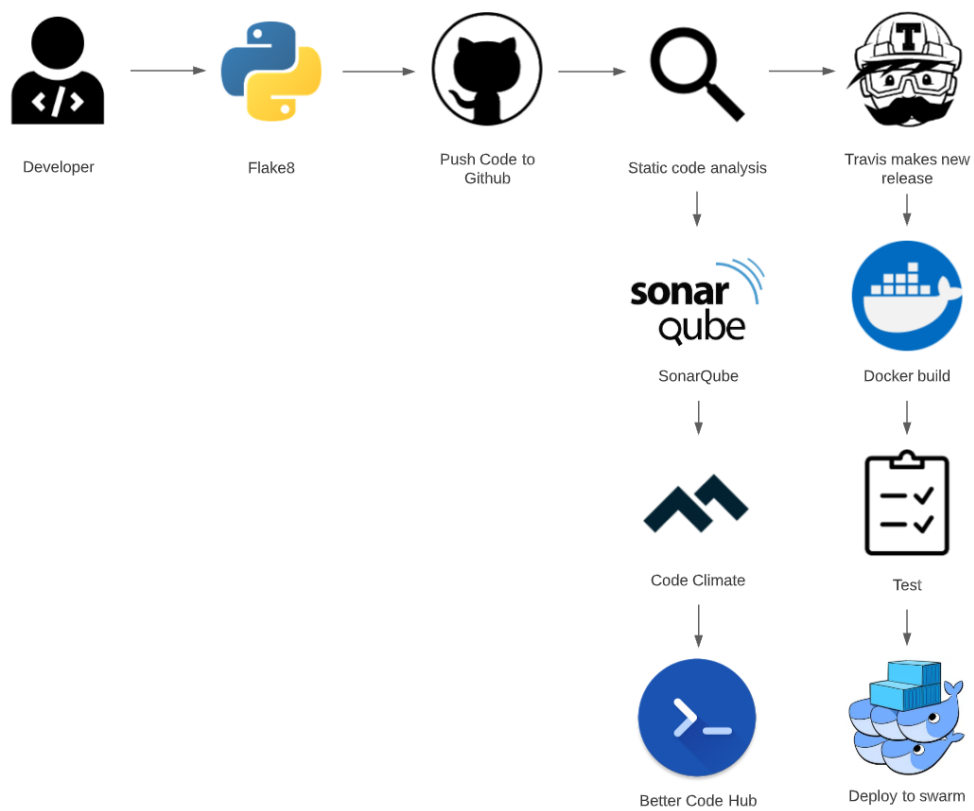 </>
T
Developer
Flake8
Push Code to
Github
Static code analysis
Travis makes new
release
sonar
qube
SonarQube
Docker build
Code Climate
Test
Better Code Hub
Deploy to swarm